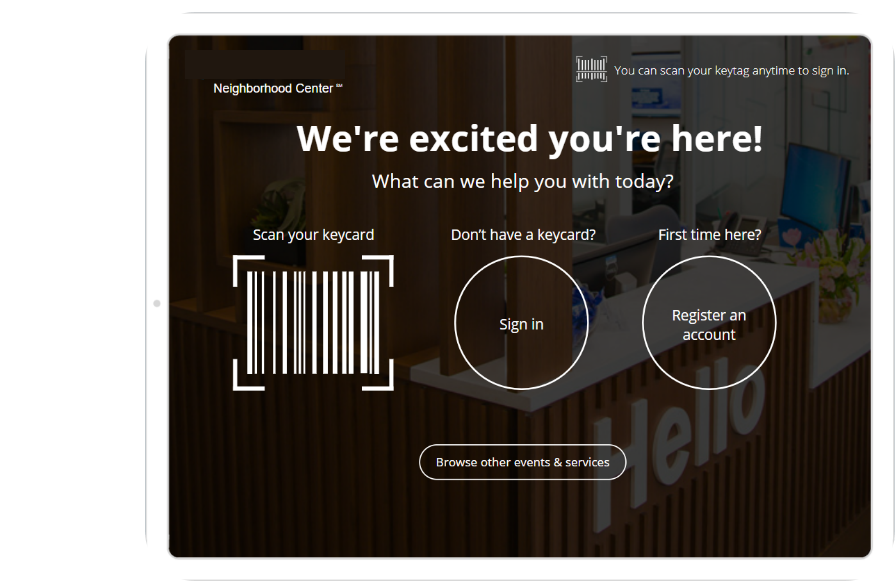 Neighborhood Center℠
You can scan your keytag anytime to sign in.
We're excited you're here!
What can we help you with today?
Scan your keycard
Don't have a keycard?
Sign in
First time here?
Register an
account
Hello
Browse other events & services